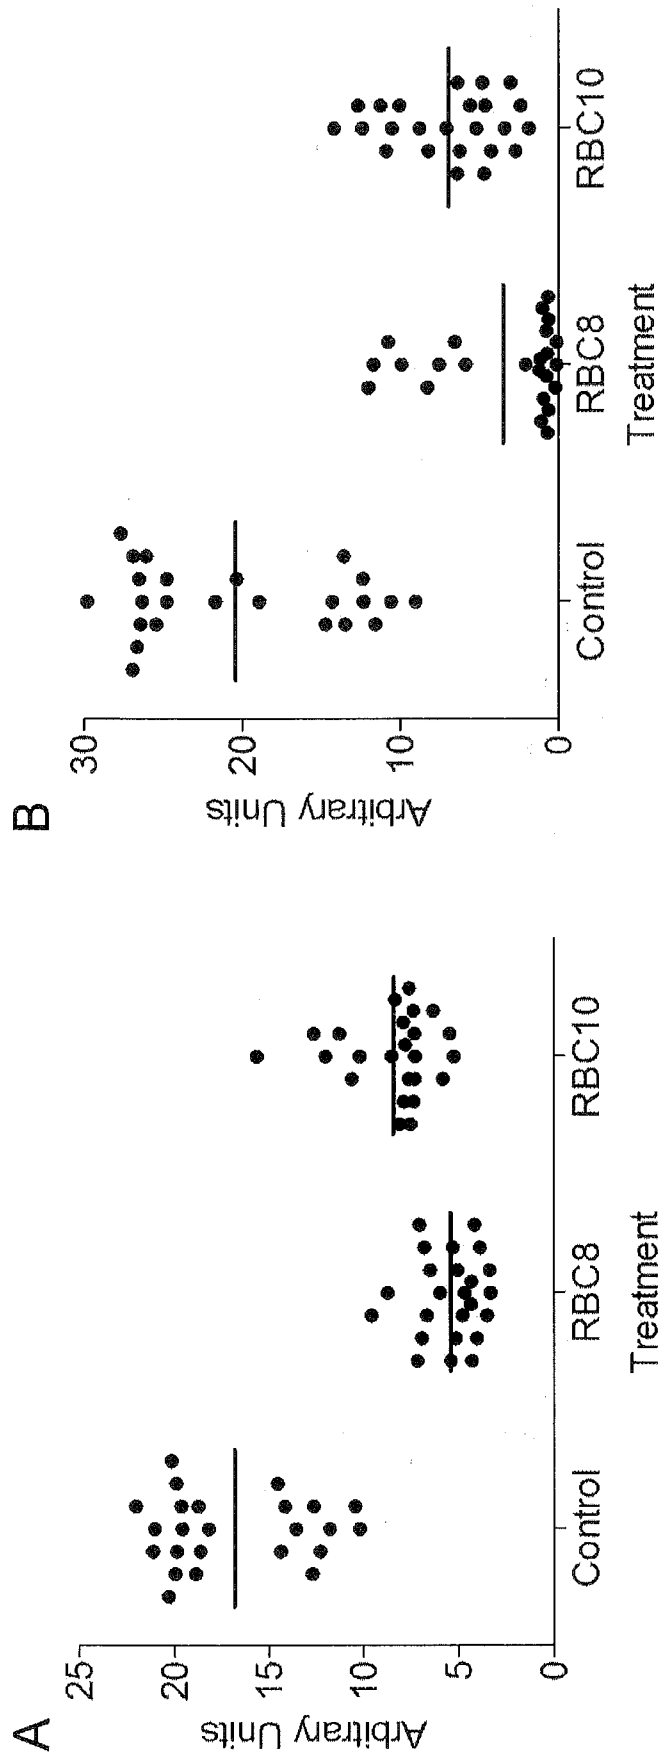 A
Arbitrary Units
25
20
15
10
5
0
Control
RBC8
RBC10
Treatment
B
Arbitrary Units
30
20
10
0
Control
RBC8
RBC10
Treatment